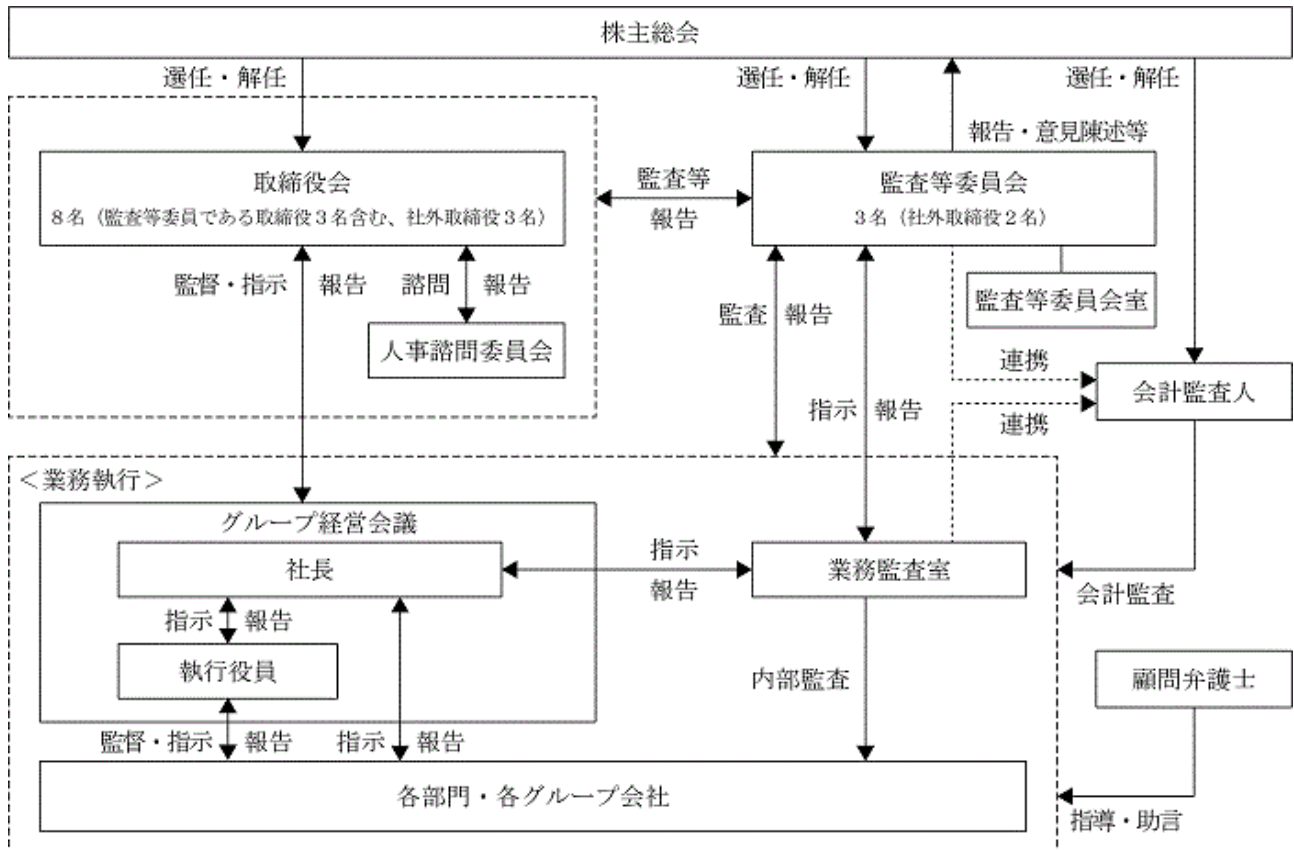 株主総会
選任・解任
選任・解任
選任・解任
報告・意見陳述等
取締役会
8名（監査等委員である取締役3名含む、社外取締役3名）
監査等
報告
監査等委員会
3名（社外取締役2名）
監督・指示
報告
諮問
報告
人事諮問委員会
監査
報告
監査等委員会室
連携
会計監査人
指示
報告
連携
＜業務執行＞
グループ経営会議
社長
指示
報告
業務監査室
会計監査
指示
報告
執行役員
内部監査
顧問弁護士
監督・指示
報告
指示
報告
各部門・各グループ会社
指導・助言